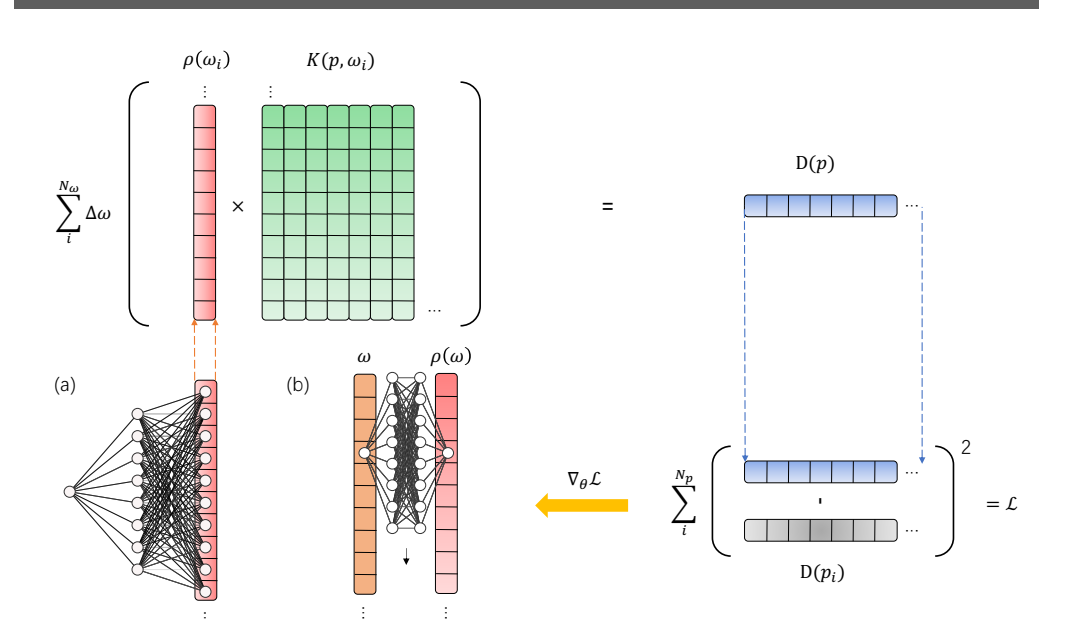 ρ(ω_i) K(p, ω_i)
⋮ ⋮
∑_i^{N_ω} Δω ( × ⋯ ) = D(p) ⋯
(a)
(b) ω ρ(ω)
⋮ ⋮ ⋮
∇_θ ℒ
∑_i^{N_p} ( ⋯ - ⋯ )^2 = ℒ
D(p_i)